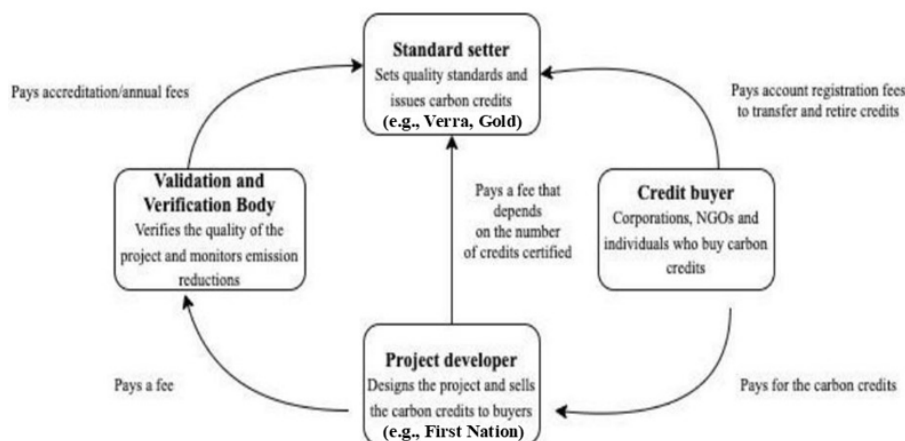 Standard setter
Sets quality standards and
issues carbon credits
(e.g., Verra, Gold)
Pays accreditation/annual fees
Pays account registration fees
to transfer and retire credits
Validation and
Verification Body
Verifies the quality of the
project and monitors emission
reductions
Pays a fee that
depends
on the number
of credits certified
Credit buyer
Corporations, NGOs and
individuals who buy carbon
credits
Project developer
Designs the project and sells
the carbon credits to buyers
(e.g., First Nation)
Pays a fee
Pays for the carbon credits